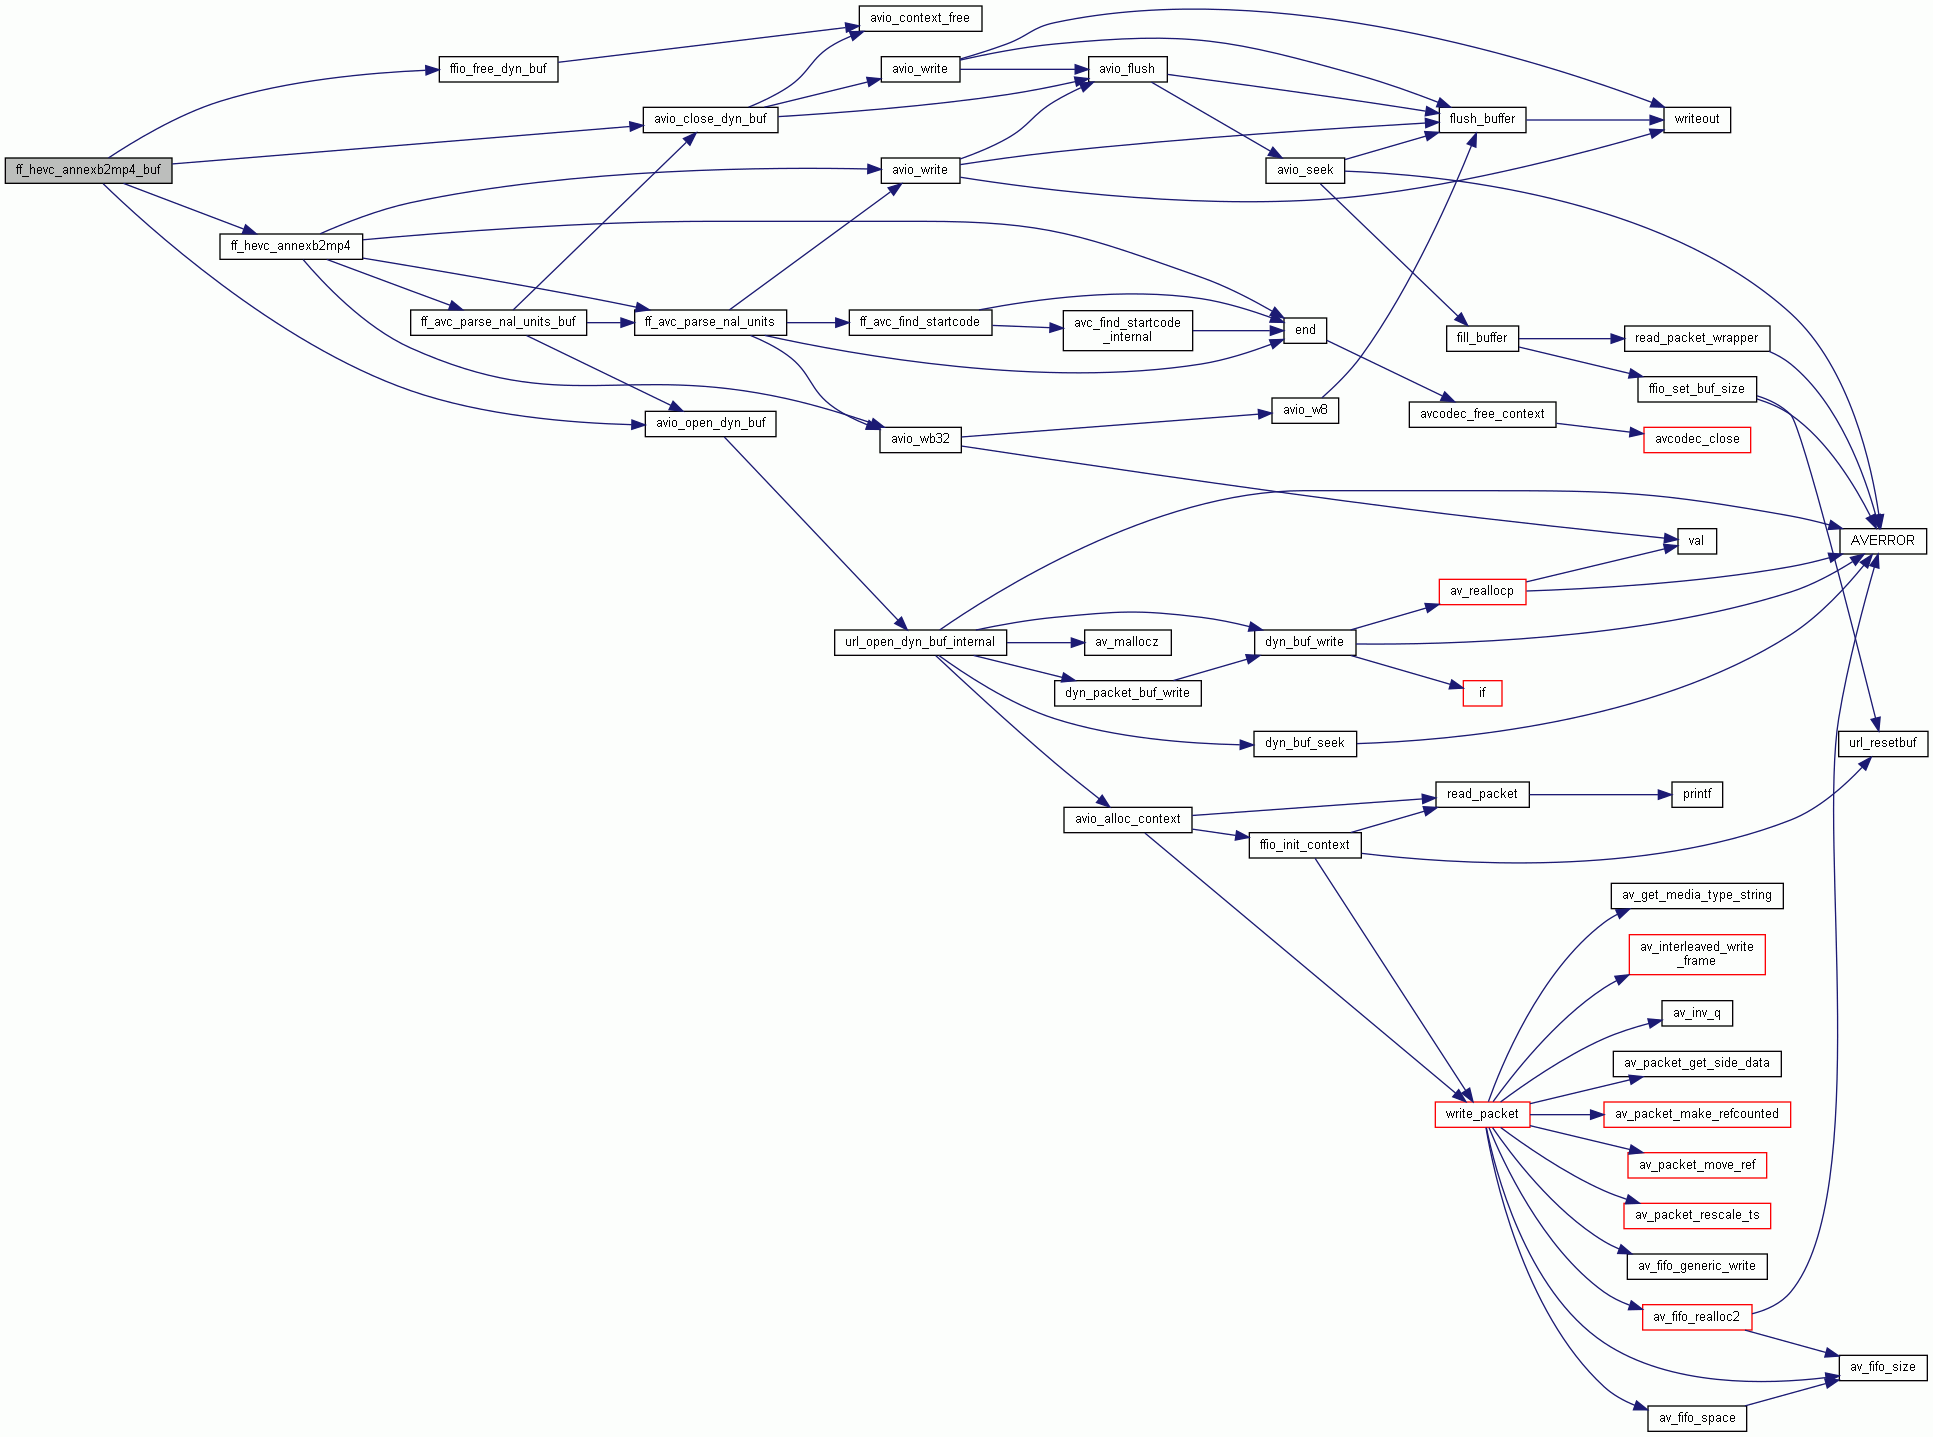 avio_context_free
ffio_free_dyn_buf
avio_write
avio_flush
avio_close_dyn_buf
flush_buffer
writeout
ff_hevc_annexb2mp4_buf
avio_write
avio_seek
ff_hevc_annexb2mp4
ff_avc_parse_nal_units_buf
ff_avc_parse_nal_units
ff_avc_find_startcode
avc_find_startcode
_internal
end
fill_buffer
read_packet_wrapper
ffio_set_buf_size
avio_open_dyn_buf
avio_w8
avcodec_free_context
avio_wb32
avcodec_close
val
AVERROR
av_reallocp
url_open_dyn_buf_internal
av_mallocz
dyn_buf_write
dyn_packet_buf_write
if
dyn_buf_seek
url_resetbuf
read_packet
printf
avio_alloc_context
ffio_init_context
av_get_media_type_string
av_interleaved_write
_frame
av_inv_q
av_packet_get_side_data
write_packet
av_packet_make_refcounted
av_packet_move_ref
av_packet_rescale_ts
av_fifo_generic_write
av_fifo_realloc2
av_fifo_size
av_fifo_space